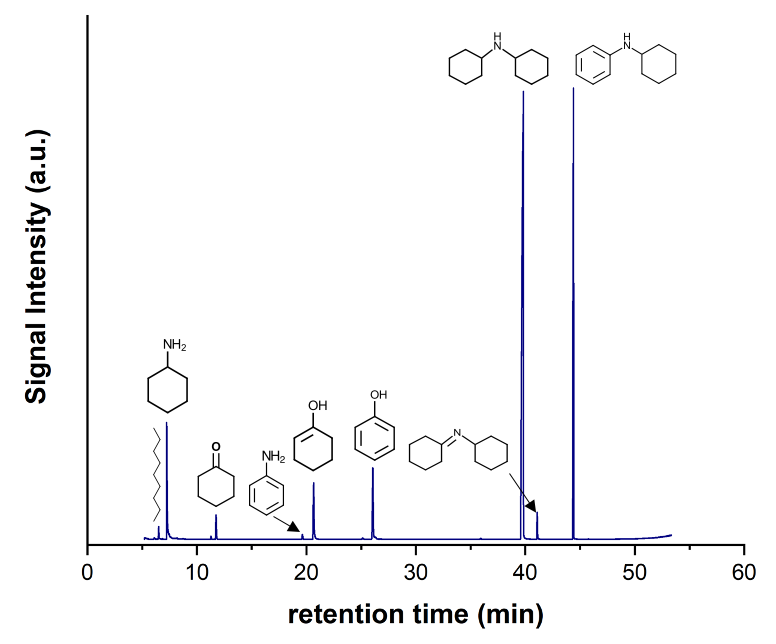 H
N
H
N
NH2
O
NH2
OH
OH
N
Signal Intensity (a.u.)
0 10 20 30 40 50 60
retention time (min)